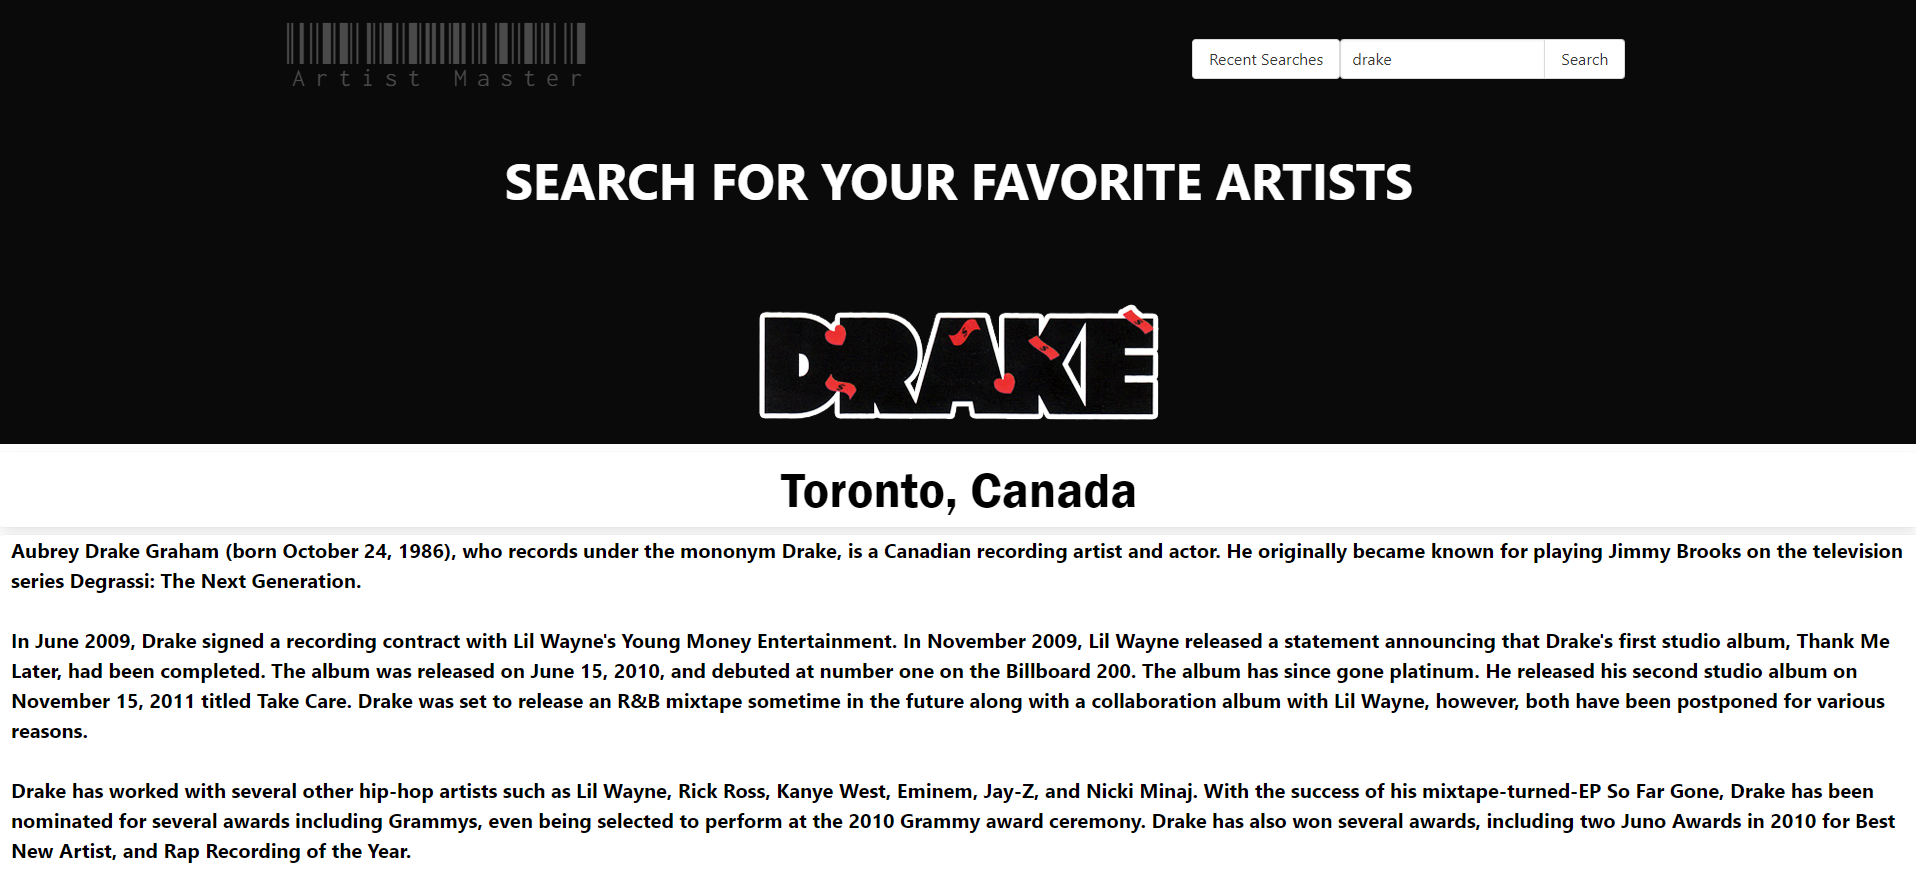 Artist Master
Recent Searches
drake
Search
SEARCH FOR YOUR FAVORITE ARTISTS
DRAKE
Toronto, Canada
Aubrey Drake Graham (born October 24, 1986), who records under the mononym Drake, is a Canadian recording artist and actor. He originally became known for playing Jimmy Brooks on the television
series Degrassi: The Next Generation.
In June 2009, Drake signed a recording contract with Lil Wayne's Young Money Entertainment. In November 2009, Lil Wayne released a statement announcing that Drake's first studio album, Thank Me
Later, had been completed. The album was released on June 15, 2010, and debuted at number one on the Billboard 200. The album has since gone platinum. He released his second studio album on
November 15, 2011 titled Take Care. Drake was set to release an R&B mixtape sometime in the future along with a collaboration album with Lil Wayne, however, both have been postponed for various
reasons.
Drake has worked with several other hip-hop artists such as Lil Wayne, Rick Ross, Kanye West, Eminem, Jay-Z, and Nicki Minaj. With the success of his mixtape-turned-EP So Far Gone, Drake has been
nominated for several awards including Grammys, even being selected to perform at the 2010 Grammy award ceremony. Drake has also won several awards, including two Juno Awards in 2010 for Best
New Artist, and Rap Recording of the Year.